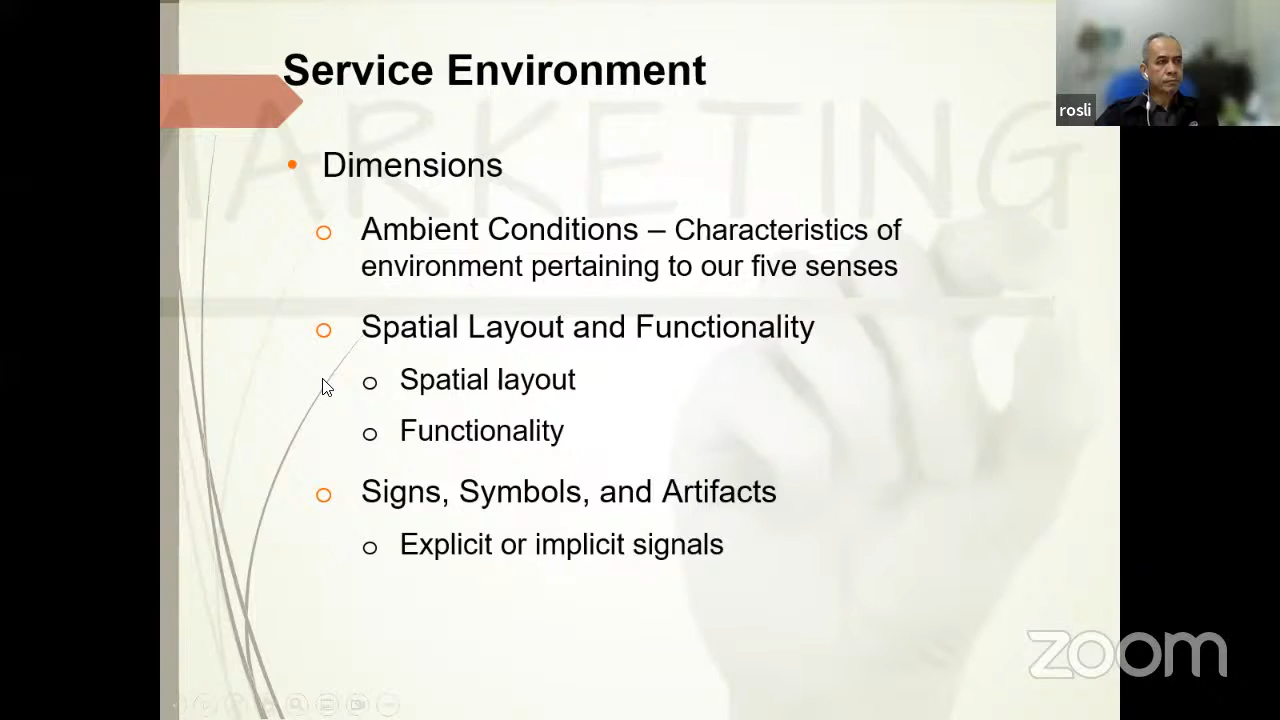 Service Environment
rosli
MARKETING
• Dimensions
o Ambient Conditions – Characteristics of
environment pertaining to our five senses
o Spatial Layout and Functionality
o Spatial layout
o Functionality
o Signs, Symbols, and Artifacts
o Explicit or implicit signals
zoom